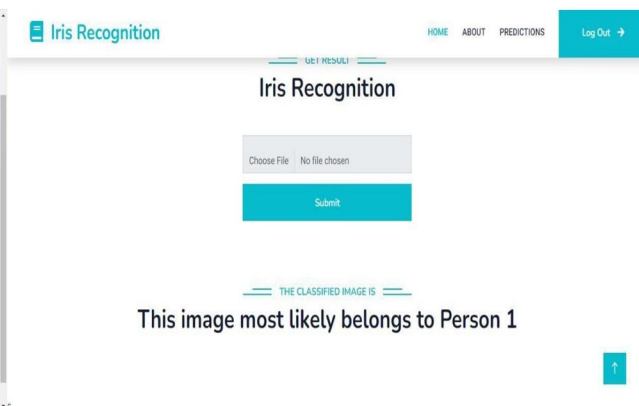 Iris Recognition
HOME ABOUT PREDICTIONS Log Out →
GET RESULT
Iris Recognition
Choose File No file chosen
Submit
THE CLASSIFIED IMAGE IS
This image most likely belongs to Person 1
↑